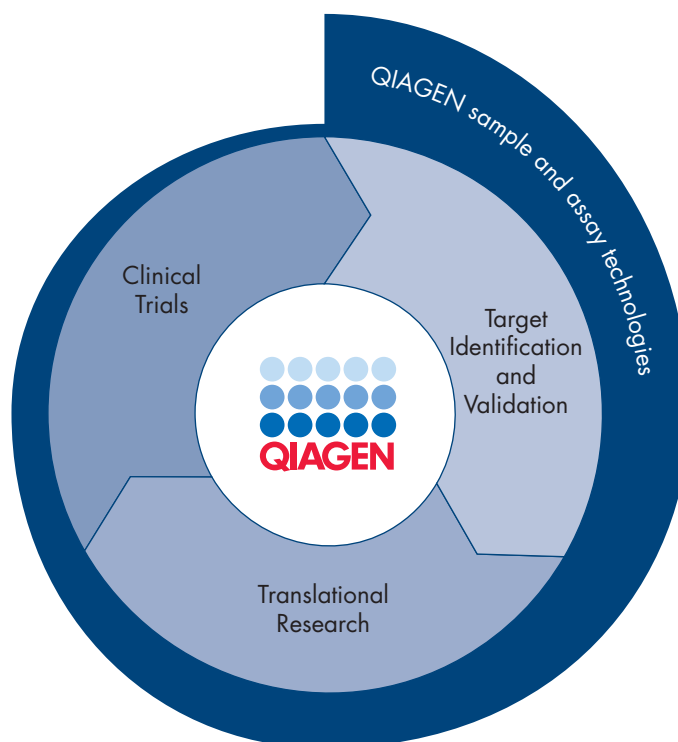 QIAGEN sample and assay technologies
Clinical
Trials
Target
Identification
and
Validation
QIAGEN
Translational
Research